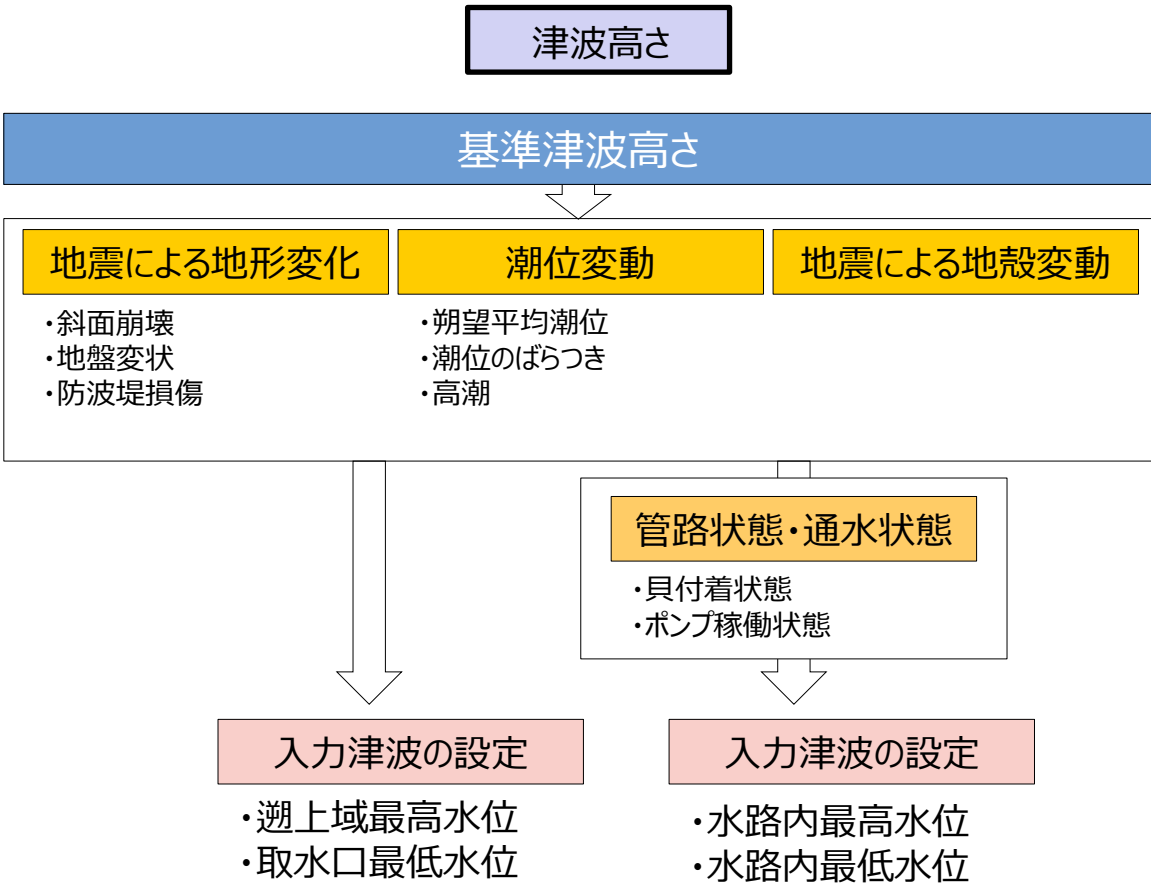 津波高さ
基準津波高さ
地震による地形変化
・斜面崩壊
・地盤変状
・防波堤損傷
潮位変動
・朔望平均潮位
・潮位のばらつき
・高潮
地震による地殻変動
管路状態・通水状態
・貝付着状態
・ポンプ稼働状態
入力津波の設定
・遡上域最高水位
・取水口最低水位
入力津波の設定
・水路内最高水位
・水路内最低水位